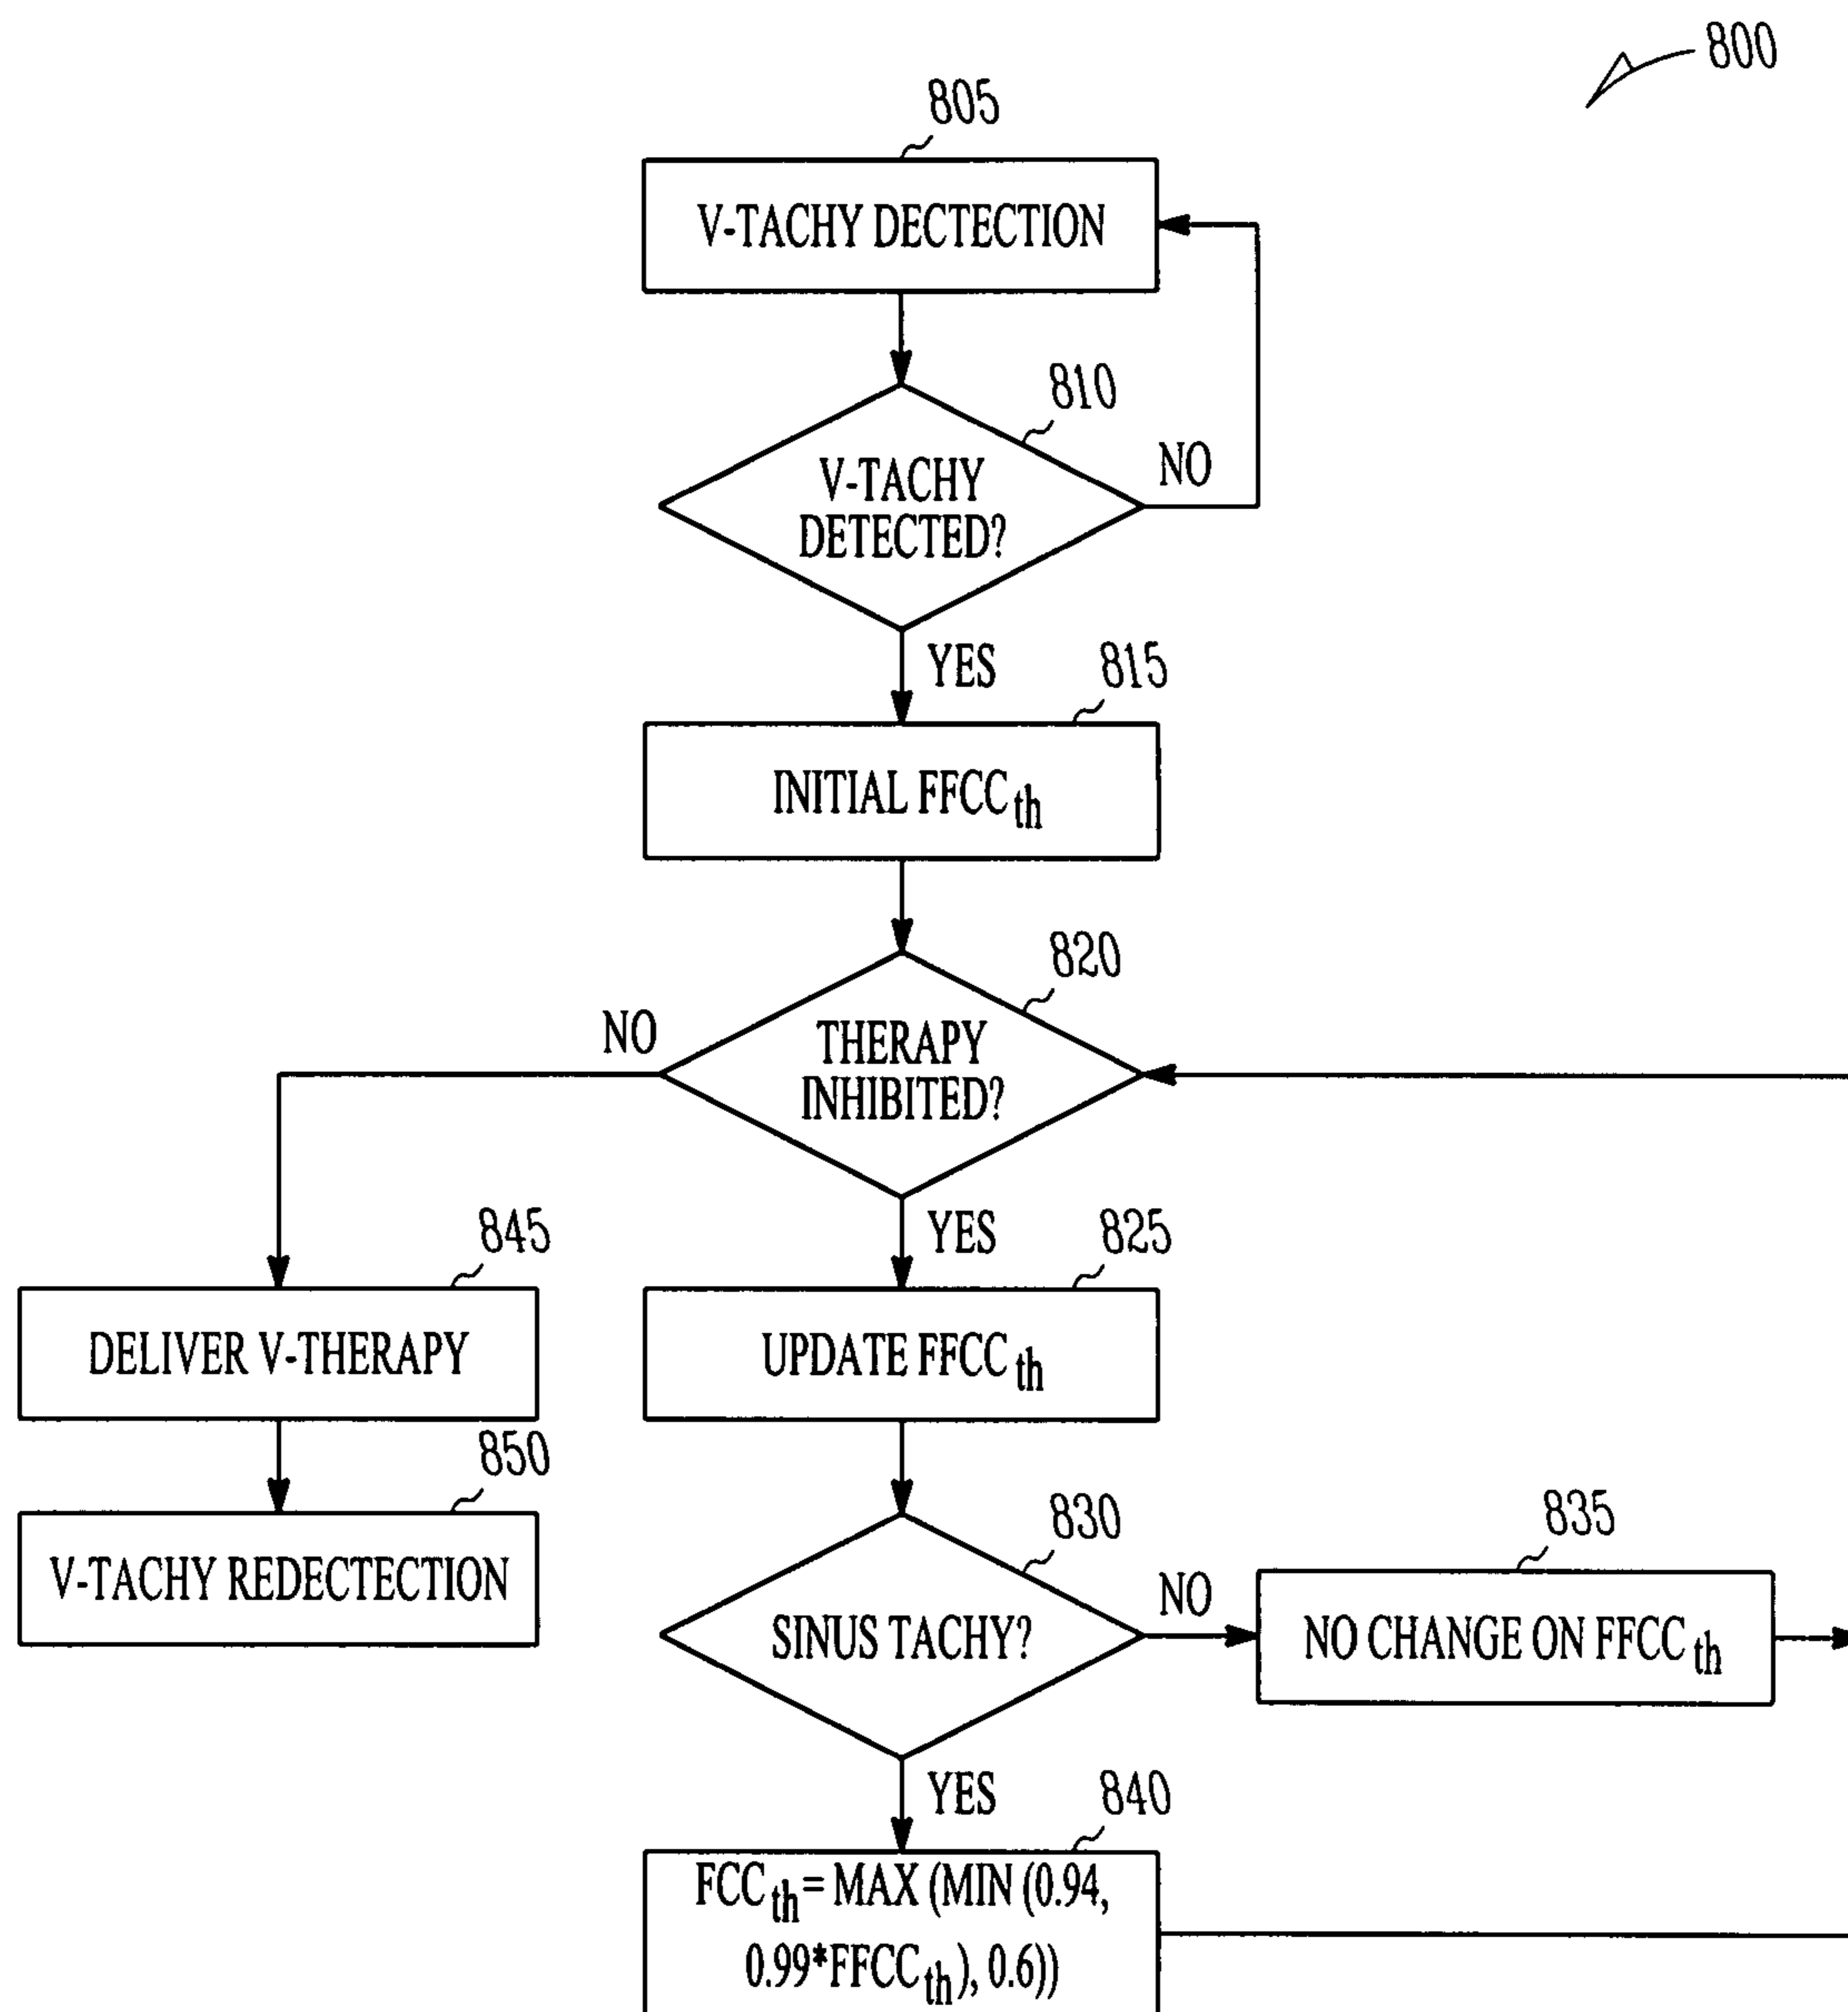 800
805
V-TACHY DECTECTION
810
V-TACHY
DETECTED?
NO
YES
815
INITIAL FFCCth
820
THERAPY
INHIBITED?
NO
YES
845
DELIVER V-THERAPY
825
UPDATE FFCCth
850
V-TACHY REDECTECTION
830
SINUS TACHY?
NO
835
NO CHANGE ON FFCCth
YES
840
FCCth = MAX (MIN (0.94,
0.99*FFCCth), 0.6))